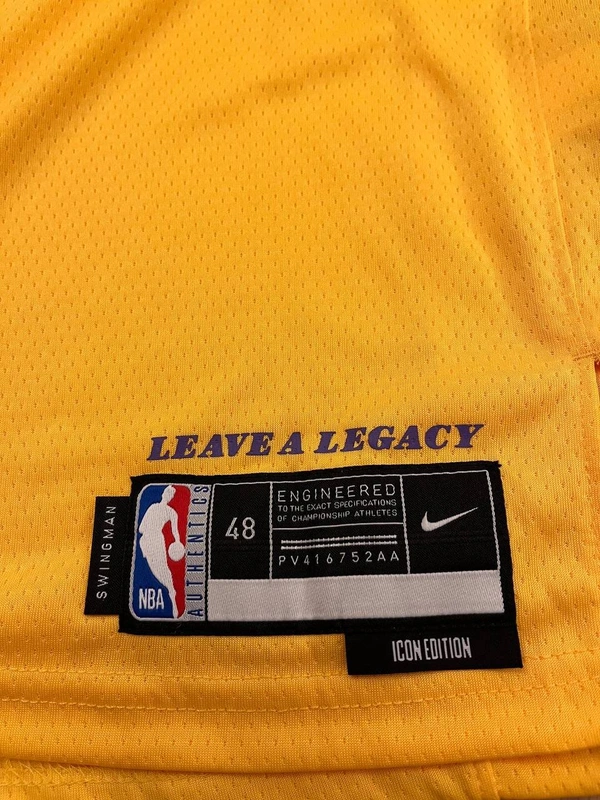 LEAVE A LEGACY
SWINGMAN
NBA
AUTHENTICS
48
ENGINEERED
TO THE EXACT SPECIFICATIONS
OF CHAMPIONSHIP ATHLETES
PV416752AA
ICON EDITION